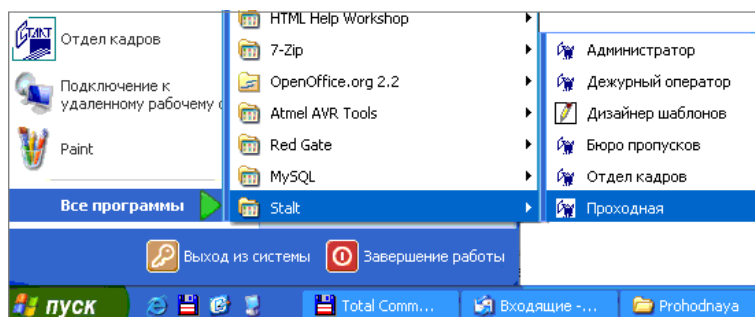 СТАЛТ
Отдел кадров
Подключение к
удаленному рабочему с
Paint
Все программы
HTML Help Workshop
7-Zip
OpenOffice.org 2.2
Atmel AVR Tools
Red Gate
MySQL
Stalt
Администратор
Дежурный оператор
Дизайнер шаблонов
Бюро пропусков
Отдел кадров
Проходная
Выход из системы
Завершение работы
пуск
Total Comm...
Входящие -...
Prohodnaya